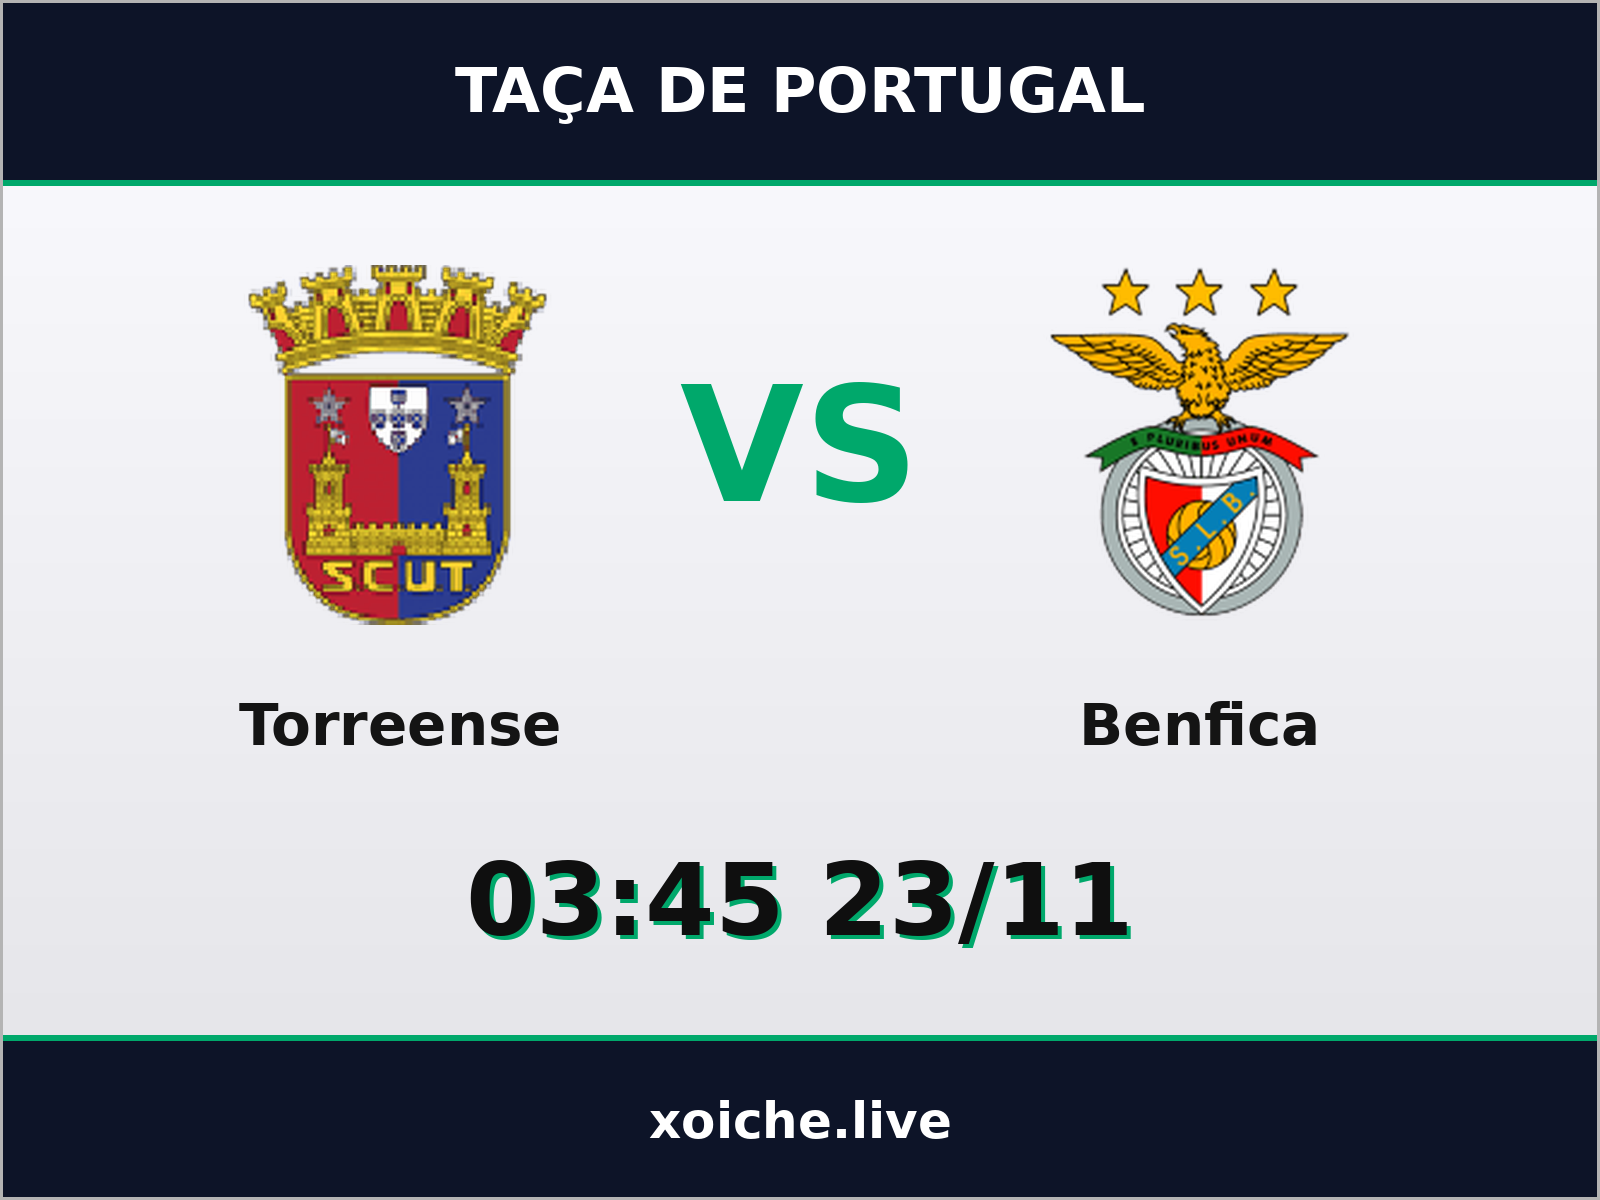 TAÇA DE PORTUGAL
SCUT
VS
E PLURIBUS UNUM
S.L.B.
Torreense
Benfica
03:45 23/11
xoiche.live